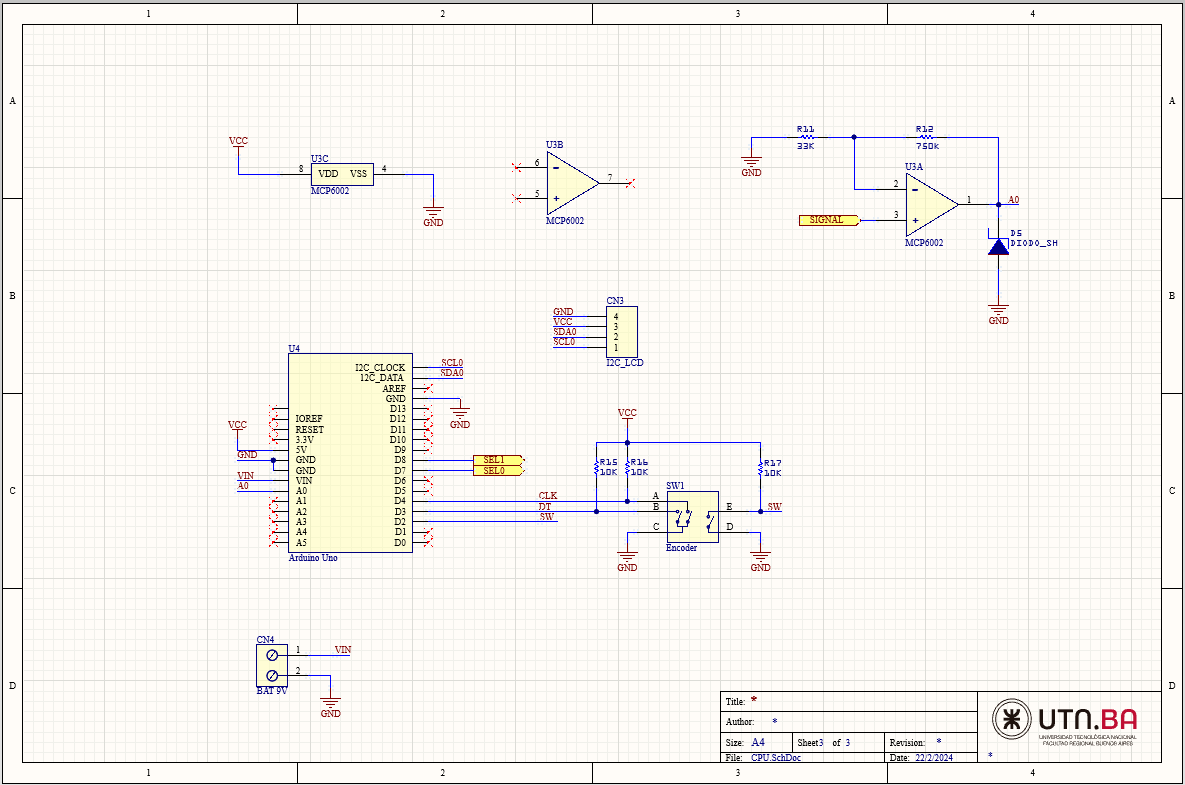 1 2 3 4
A A
VCC
U3C
8 VDD VSS 4
MCP6002
GND
U3B
6
5
7
MCP6002
R11
33K
R12
750k
GND
U3A
2
3
1
A0
SIGNAL
MCP6002
D5
DIODO_SH
GND
B B
CN3
GND 4
VCC 3
SDA0 2
SCL0 1
I2C_LCD
U4
I2C_CLOCK SCL0
12C_DATA SDA0
AREF
GND
D13
IOREF D12
RESET D11
3.3V D10
5V D9
GND D8
GND D7
VIN D6
A0 D5
A1 D4
A2 D3
A3 D2
A4 D1
A5 D0
Arduino Uno
VCC
GND
VIN
A0
GND
SEL1
SEL0
CLK
DT
SW
VCC
R15
10K
R16
10K
R17
10K
SW1
A
B
C
E
D
SW
Encoder
GND
GND
C C
CN4
1 VIN
2
BAT 9V
GND
D D
Title: *
Author: *
Size: A4 Sheet3 of 3 Revision: *
File: CPU.SchDoc Date: 22/2/2024 *
UTN.BA
UNIVERSIDAD TECNOLÓGICA NACIONAL
FACULTAD REGIONAL BUENOS AIRES
1 2 3 4